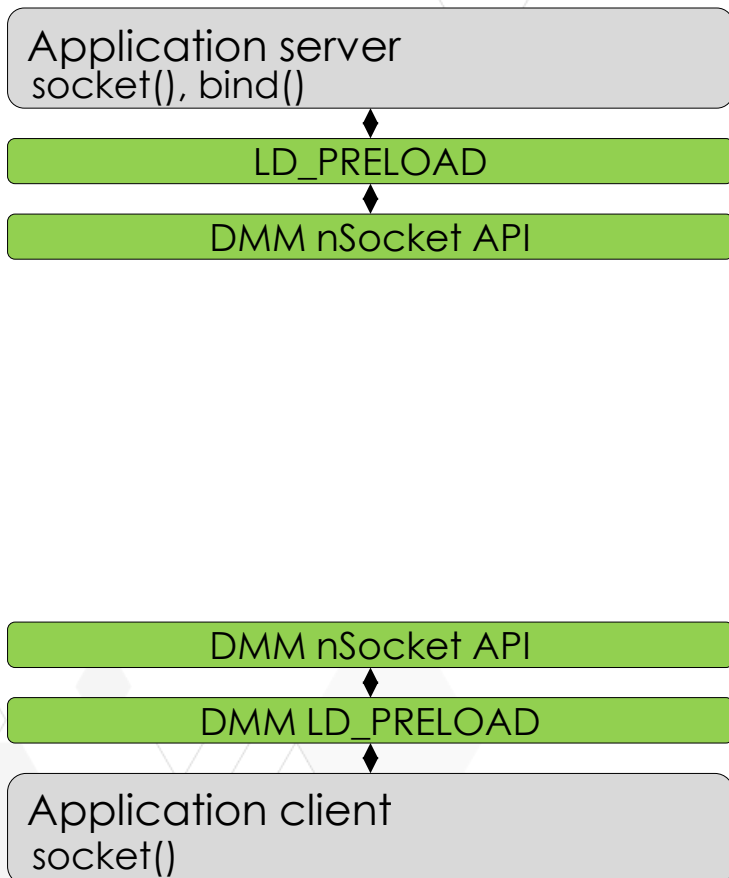 Application server
socket(), bind()
LD_PRELOAD
DMM nSocket API
DMM nSocket API
DMM LD_PRELOAD
Application client
socket()